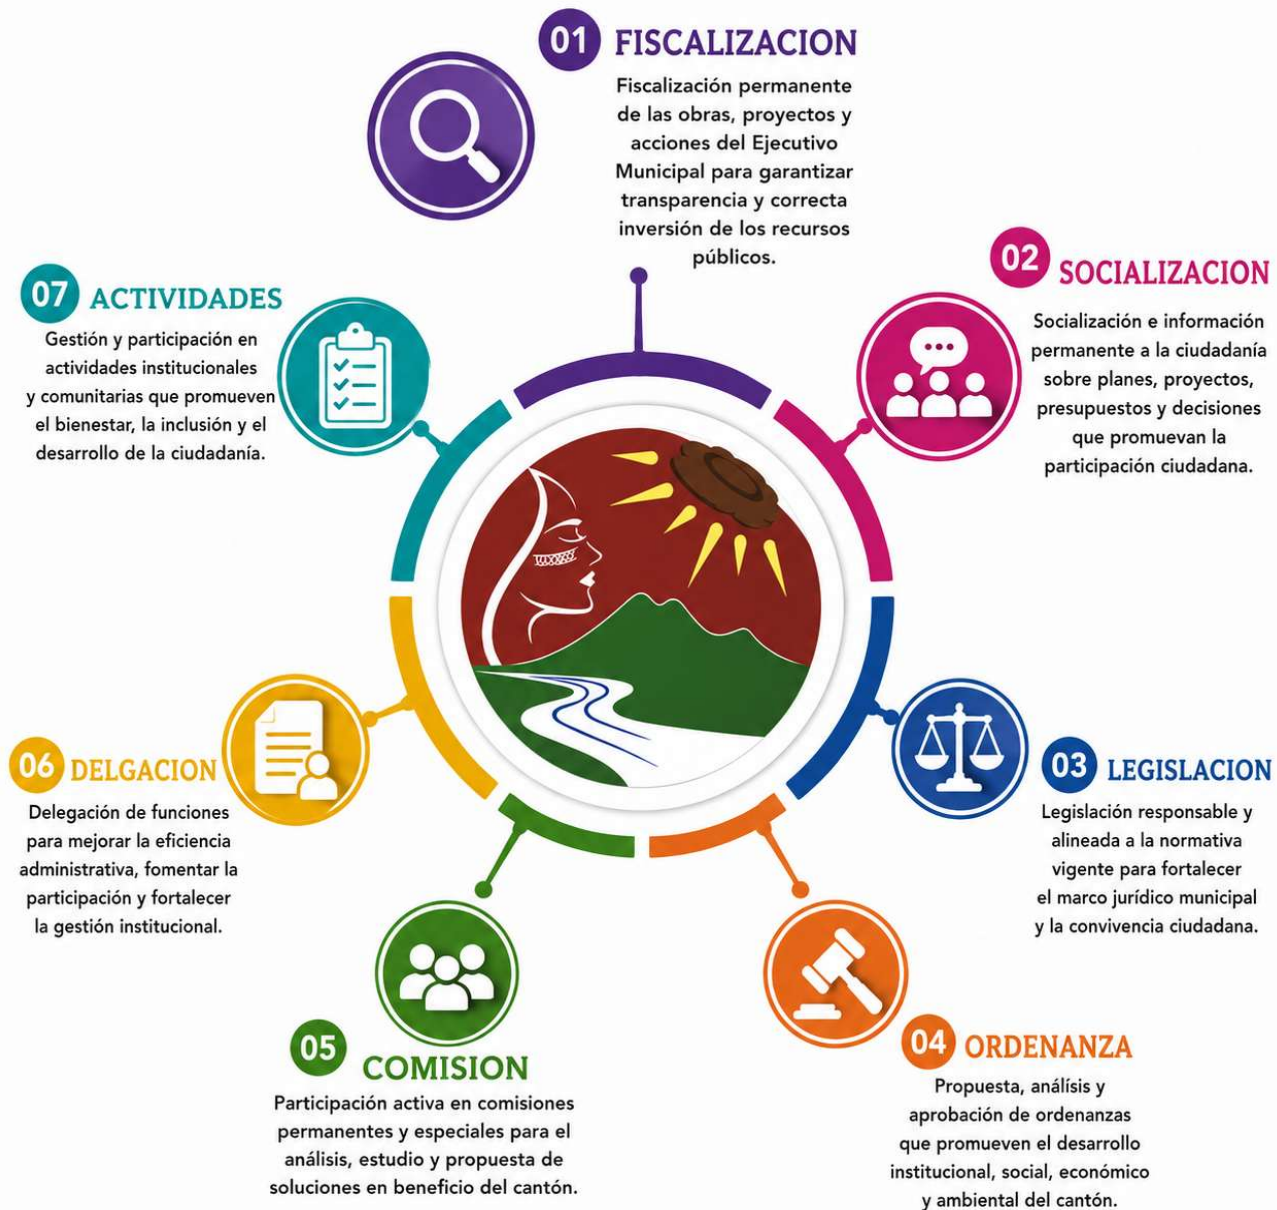 01 FISCALIZACION
Fiscalización permanente
de las obras, proyectos y
acciones del Ejecutivo
Municipal para garantizar
transparencia y correcta
inversión de los recursos
públicos.
02 SOCIALIZACION
Socialización e información
permanente a la ciudadanía
sobre planes, proyectos,
presupuestos y decisiones
que promuevan la
participación ciudadana.
03 LEGISLACION
Legislación responsable y
alineada a la normativa
vigente para fortalecer
el marco jurídico municipal
y la convivencia ciudadana.
04 ORDENANZA
Propuesta, análisis y
aprobación de ordenanzas
que promueven el desarrollo
institucional, social, económico
y ambiental del cantón.
05 COMISION
Participación activa en comisiones
permanentes y especiales para el
análisis, estudio y propuesta de
soluciones en beneficio del cantón.
06 DELGACION
Delegación de funciones
para mejorar la eficiencia
administrativa, fomentar la
participación y fortalecer
la gestión institucional.
07 ACTIVIDADES
Gestión y participación en
actividades institucionales
y comunitarias que promueven
el bienestar, la inclusión y el
desarrollo de la ciudadanía.